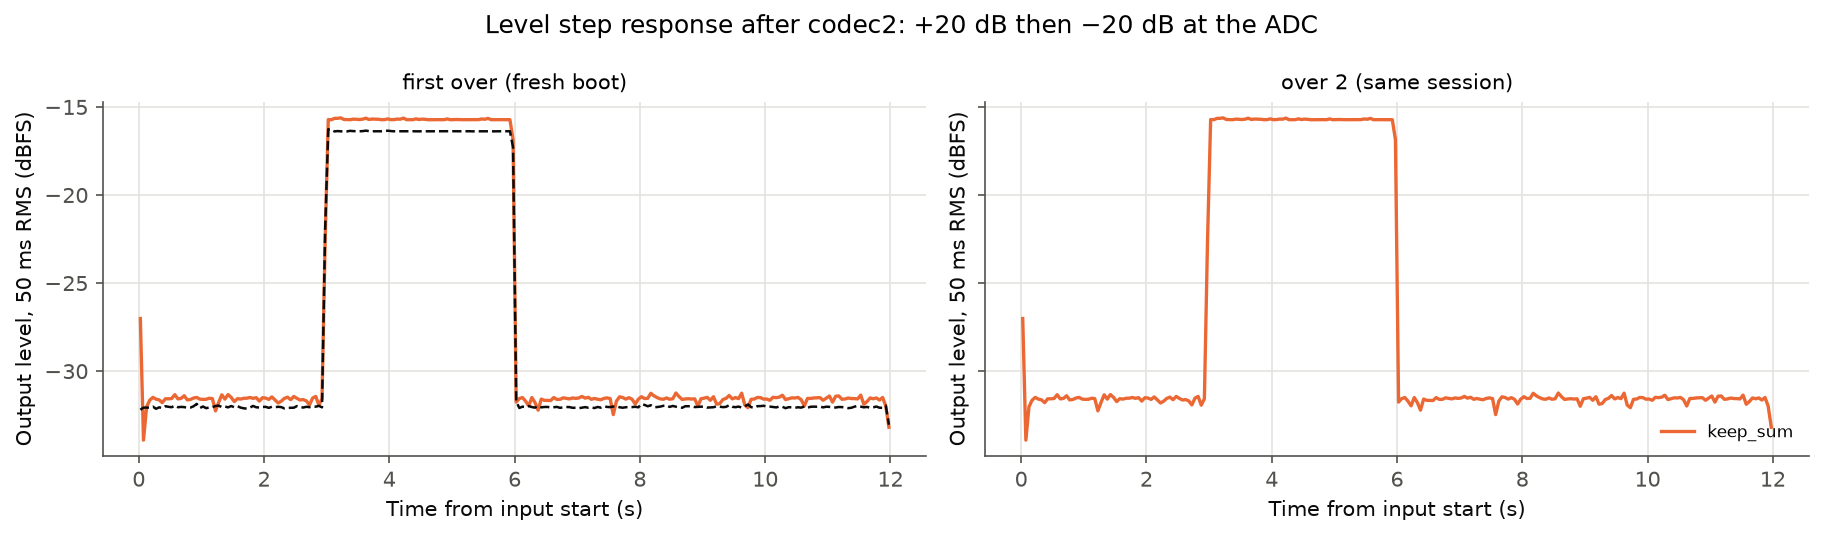 Level step response after codec2: +20 dB then −20 dB at the ADC
first over (fresh boot)
Output level, 50 ms RMS (dBFS)
−15
−20
−25
−30
0 2 4 6 8 10 12
Time from input start (s)
over 2 (same session)
Output level, 50 ms RMS (dBFS)
keep_sum
0 2 4 6 8 10 12
Time from input start (s)